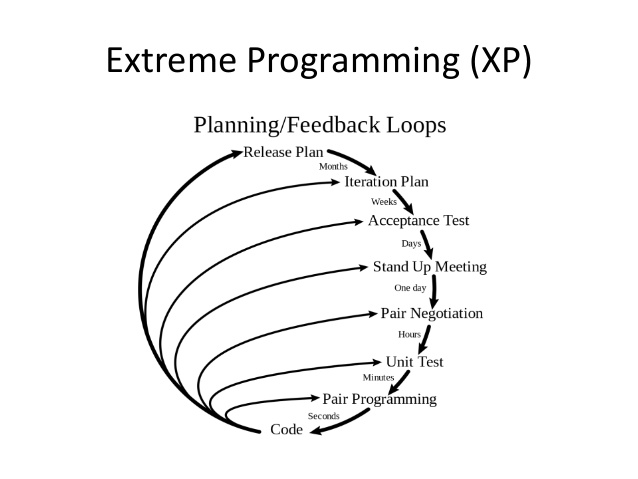 Extreme Programming (XP)
Planning/Feedback Loops
Release Plan
Months
Iteration Plan
Weeks
Acceptance Test
Days
Stand Up Meeting
One day
Pair Negotiation
Hours
Unit Test
Minutes
Pair Programming
Seconds
Code